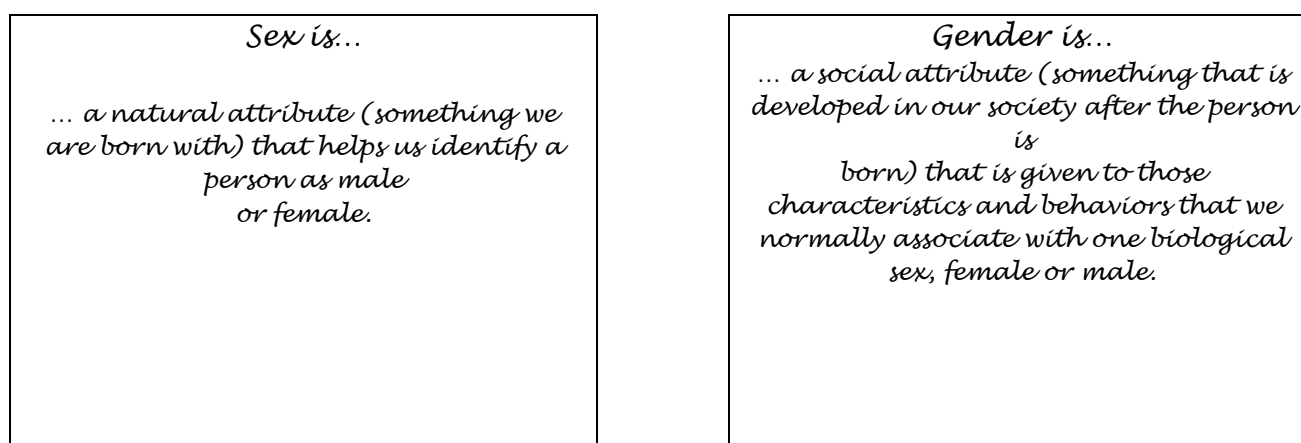 Sex is…
… a natural attribute (something we
are born with) that helps us identify a
person as male
or female.
Gender is…
… a social attribute (something that is
developed in our society after the person
is
born) that is given to those
characteristics and behaviors that we
normally associate with one biological
sex, female or male.